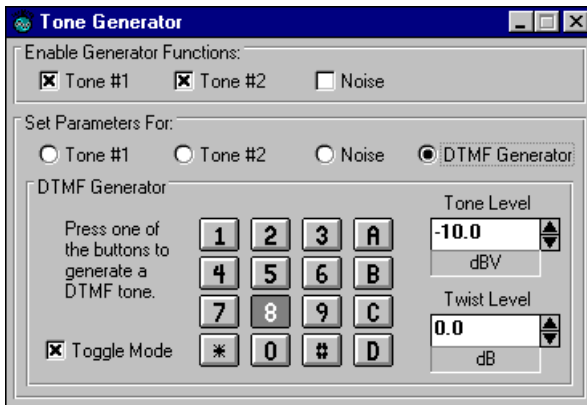 Tone Generator
Enable Generator Functions:
Tone #1 Tone #2 Noise
Set Parameters For:
Tone #1 Tone #2 Noise DTMF Generator
DTMF Generator
Press one of
the buttons to
generate a
DTMF tone.
Toggle Mode
1 2 3 A
4 5 6 B
7 8 9 C
* 0 # D
Tone Level
-10.0
dBV
Twist Level
0.0
dB